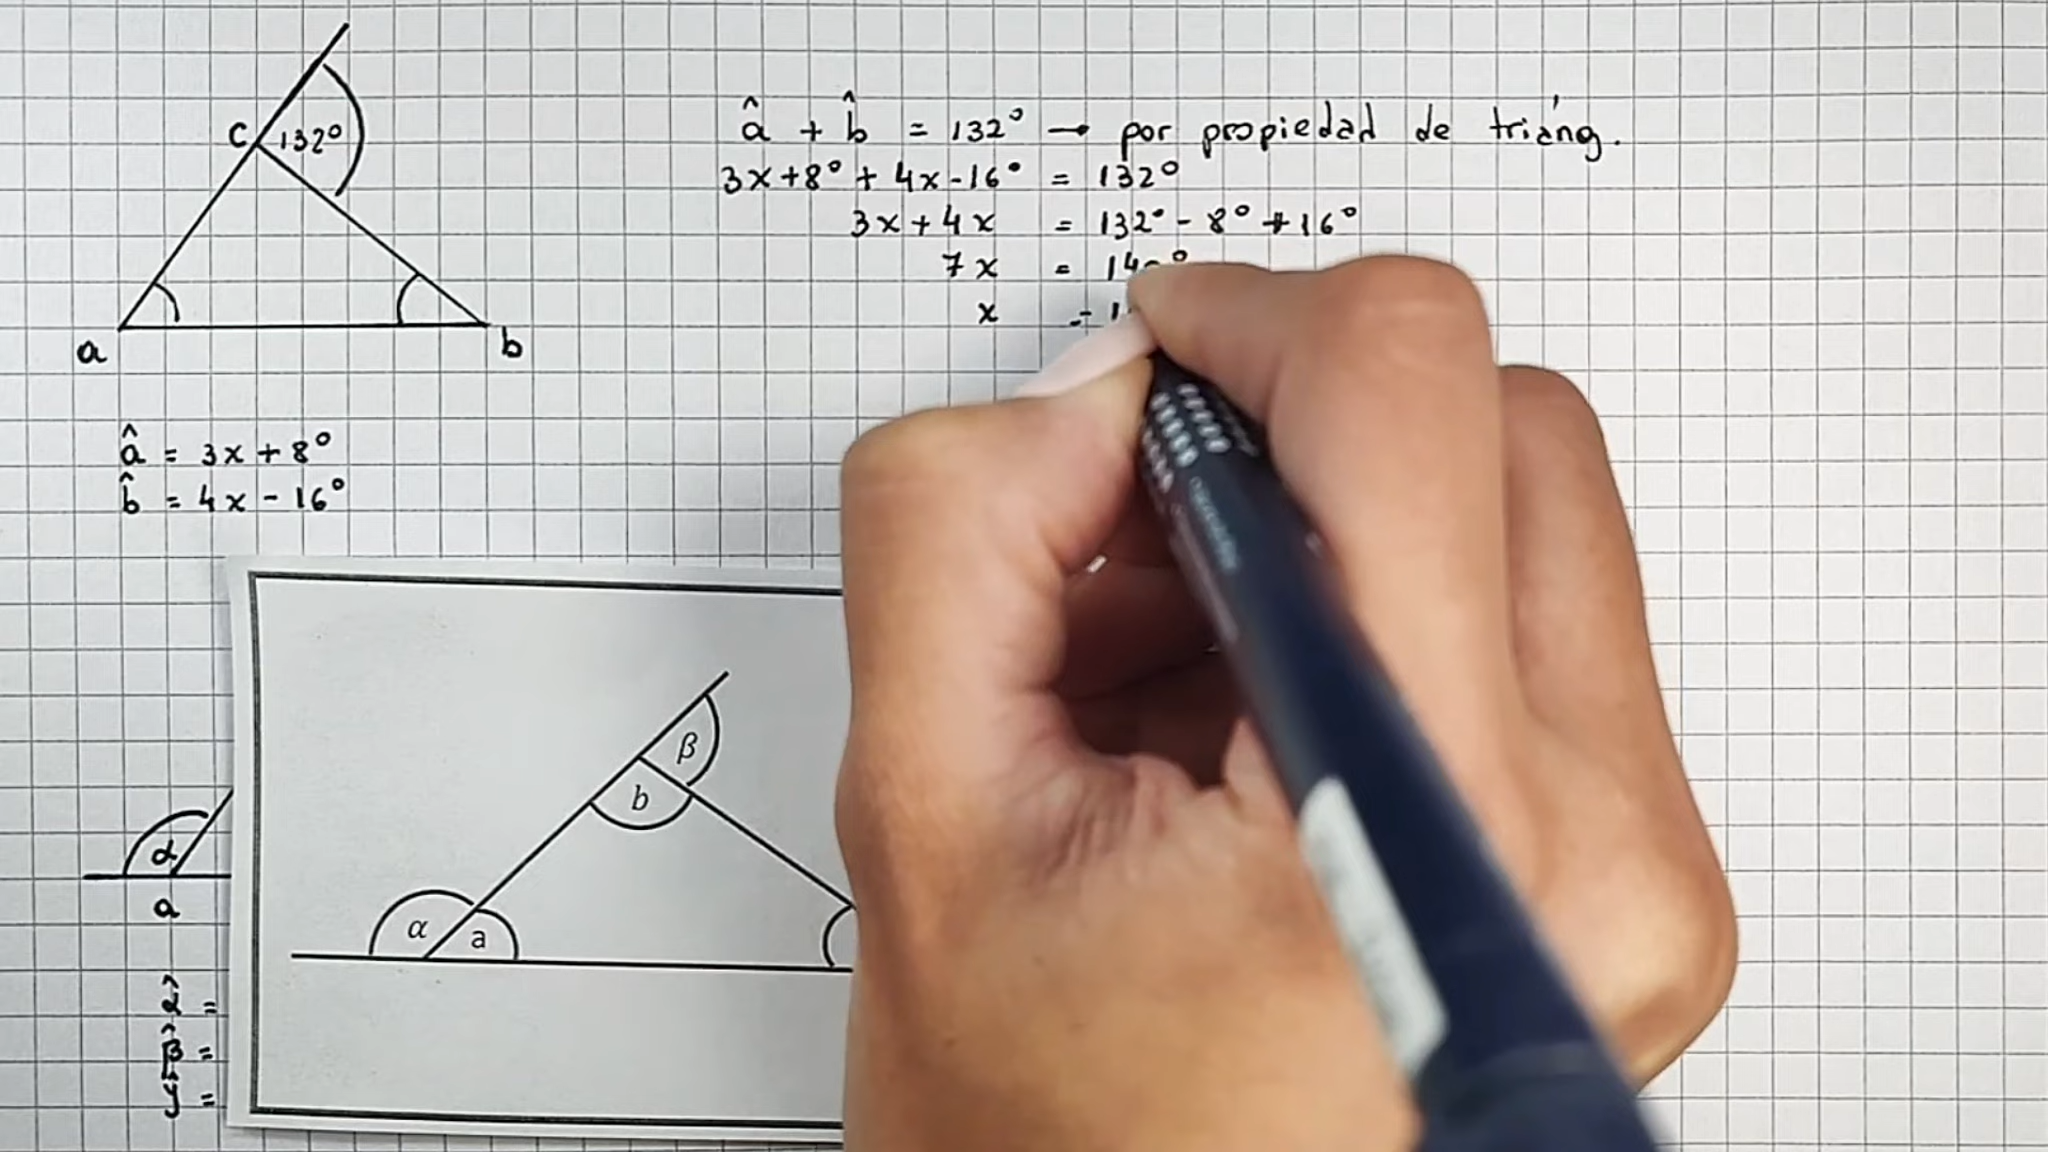 C 132°
a b
â + b̂ = 132° → por propiedad de triáng.
3x+8° + 4x-16° = 132°
3x+4x = 132° - 8° + 16°
7x =
x =
â = 3x+8°
b̂ = 4x-16°
β
b
α a
α
a
α̂ =
β̂ =
ŷ =